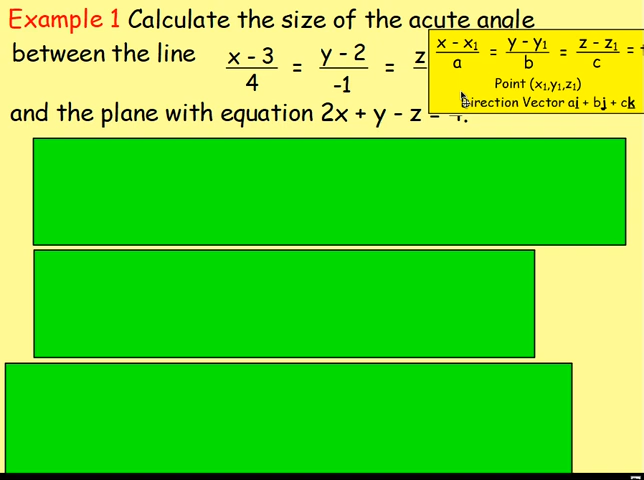 Example 1 Calculate the size of the acute angle
between the line x - 3 / 4 = y - 2 / -1 = z
and the plane with equation 2x + y - z = 4.
x - x₁ / a = y - y₁ / b = z - z₁ / c =
Point (x₁,y₁,z₁)
Direction Vector ai + bj + ck